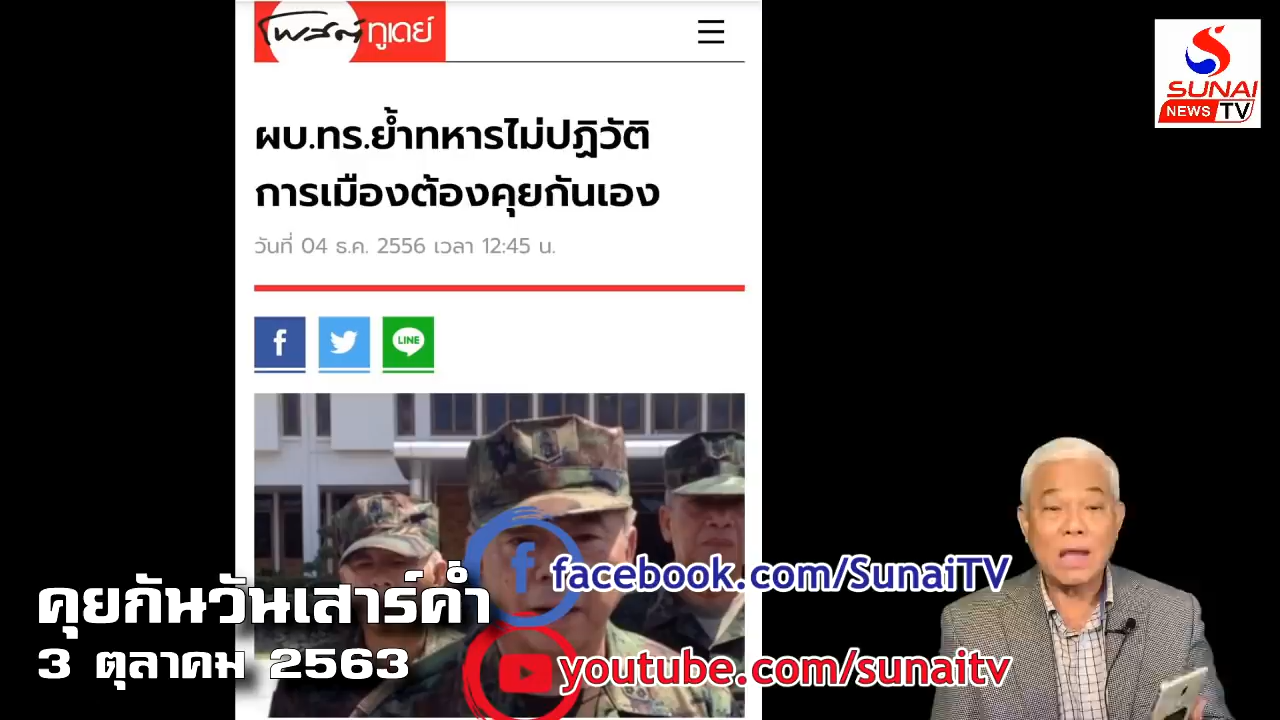 โพสต์ทูเดย์
SUNAI
NEWS TV
ผบ.ทร.ย้ำทหารไม่ปฏิวัติ
การเมืองต้องคุยกันเอง
วันที่ 04 ธ.ค. 2556 เวลา 12:45 น.
LINE
facebook.com/SunaiTV
คุยกันวันเสาร์ค่ำ
3 ตุลาคม 2563
youtube.com/sunaitv